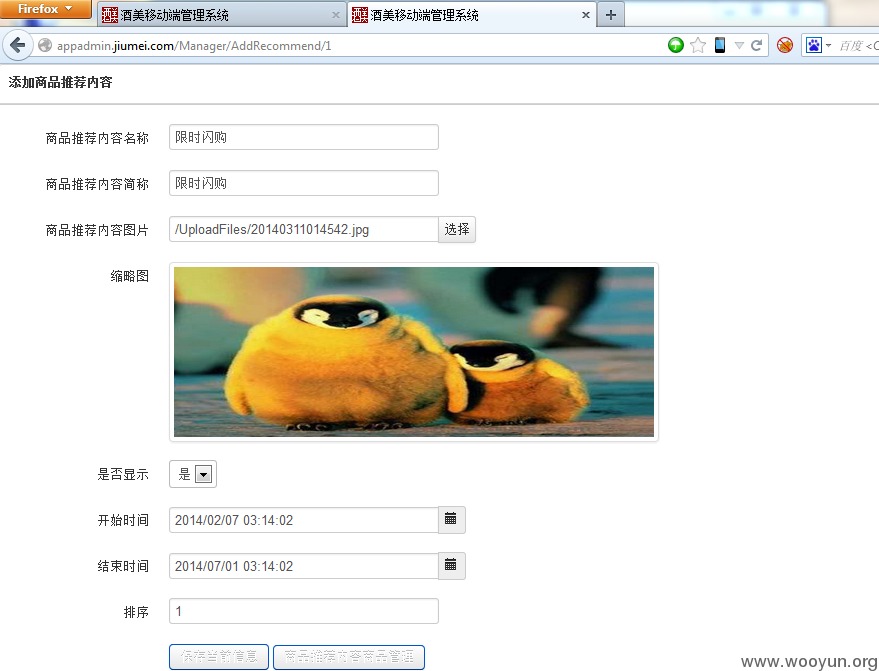 Firefox
酒美移动端管理系统
酒美移动端管理系统
appadmin.jiumei.com/Manager/AddRecommend/1
百度 <C
添加商品推荐内容
商品推荐内容名称 限时闪购
商品推荐内容简称 限时闪购
商品推荐内容图片 /UploadFiles/20140311014542.jpg 选择
缩略图
是否显示 是
开始时间 2014/02/07 03:14:02
结束时间 2014/07/01 03:14:02
排序 1
保存当前信息 商品推荐内容商品管理
www.wooyun.org